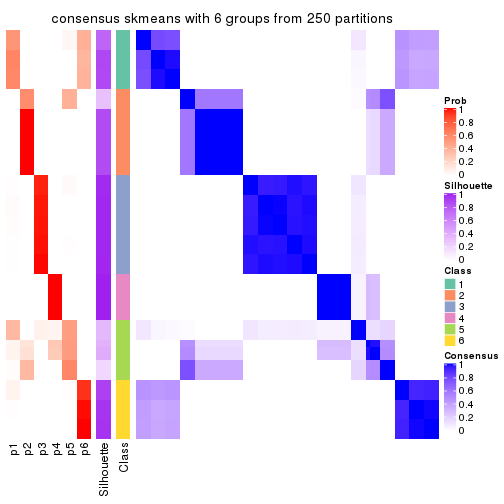 consensus skmeans with 6 groups from 250 partitions
Prob
1
0.8
0.6
0.4
0.2
0
Silhouette
1
0.8
0.6
0.4
0.2
0
Class
1
2
3
4
5
6
Consensus
1
0.8
0.6
0.4
0.2
0
p1
p2
p3
p4
p5
p6
Silhouette
Class